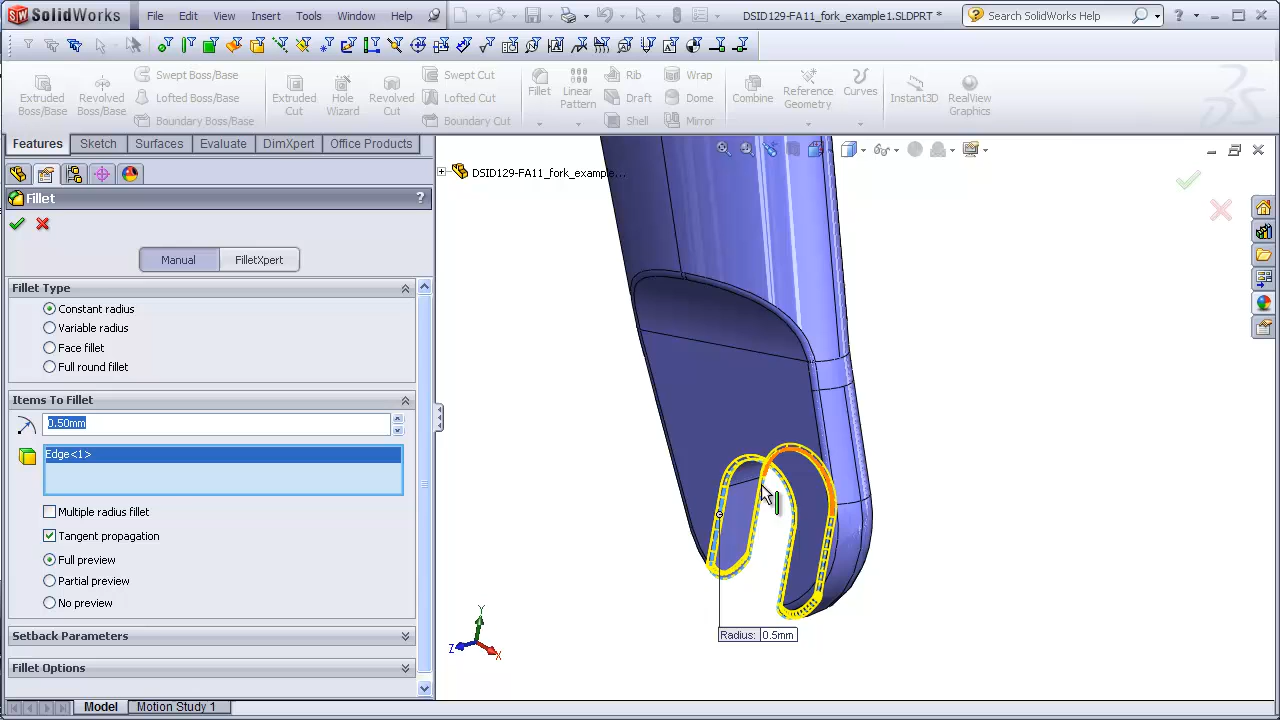 SolidWorks File Edit View Insert Tools Window Help DSID129-FA11_fork_example1.SLDPRT * Search SolidWorks Help ?
Extruded Boss/Base
Revolved Boss/Base
Swept Boss/Base
Lofted Boss/Base
Boundary Boss/Base
Extruded Cut
Hole Wizard
Revolved Cut
Swept Cut
Lofted Cut
Boundary Cut
Fillet
Linear Pattern
Rib
Draft
Shell
Wrap
Dome
Mirror
Combine
Reference Geometry
Curves
Instant3D
RealView Graphics
Features Sketch Surfaces Evaluate DimXpert Office Products
DSID129-FA11_fork_example...
Fillet ?
Manual FilletXpert
Fillet Type
Constant radius
Variable radius
Face fillet
Full round fillet
Items To Fillet
0.50mm
Edge<1>
Multiple radius fillet
Tangent propagation
Full preview
Partial preview
No preview
Setback Parameters
Fillet Options
Radius: 0.5mm
Y
Z
X
Model Motion Study 1